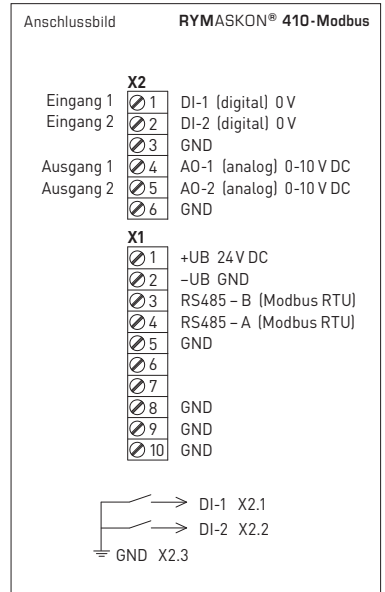 Anschlussbild RYMASKON® 410-Modbus
X2
Eingang 1 1 DI-1 (digital) 0 V
Eingang 2 2 DI-2 (digital) 0 V
3 GND
Ausgang 1 4 AO-1 (analog) 0-10 V DC
Ausgang 2 5 AO-2 (analog) 0-10 V DC
6 GND
X1
1 +UB 24 V DC
2 –UB GND
3 RS485 – B (Modbus RTU)
4 RS485 – A (Modbus RTU)
5 GND
6
7
8 GND
9 GND
10 GND
DI-1 X2.1
DI-2 X2.2
GND X2.3